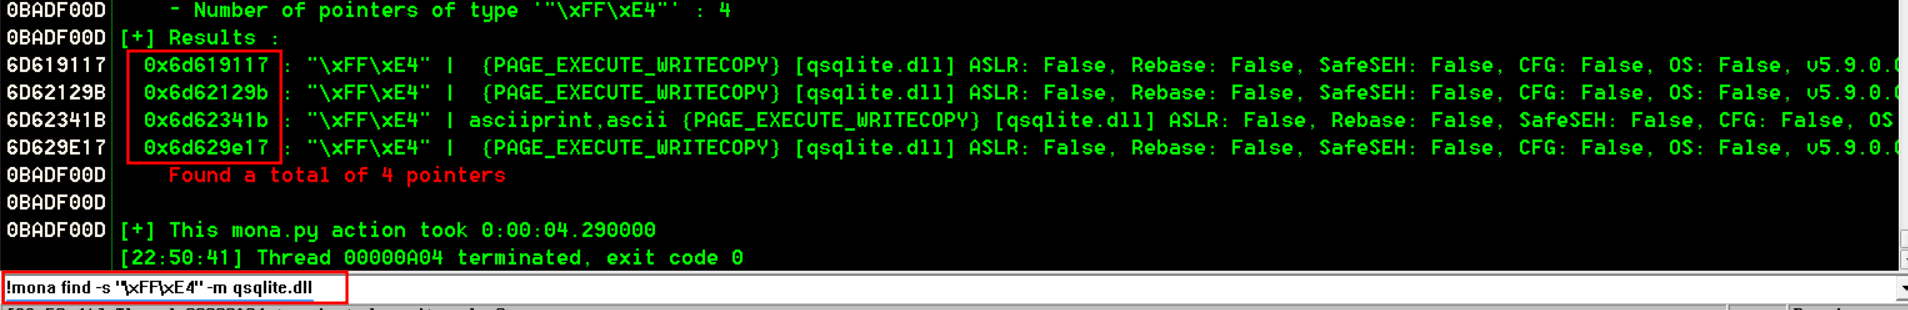 0BADF00D - Number of pointers of type '"\xFF\xE4"' : 4
0BADF00D [+] Results :
6D619117 0x6d619117 : "\xFF\xE4" | {PAGE_EXECUTE_WRITECOPY} [qsqlite.dll] ASLR: False, Rebase: False, SafeSEH: False, CFG: False, OS: False, v5.9.0.
6D62129B 0x6d62129b : "\xFF\xE4" | {PAGE_EXECUTE_WRITECOPY} [qsqlite.dll] ASLR: False, Rebase: False, SafeSEH: False, CFG: False, OS: False, v5.9.0.
6D62341B 0x6d62341b : "\xFF\xE4" | asciiprint,ascii {PAGE_EXECUTE_WRITECOPY} [qsqlite.dll] ASLR: False, Rebase: False, SafeSEH: False, CFG: False, OS
6D629E17 0x6d629e17 : "\xFF\xE4" | {PAGE_EXECUTE_WRITECOPY} [qsqlite.dll] ASLR: False, Rebase: False, SafeSEH: False, CFG: False, OS: False, v5.9.0.
0BADF00D Found a total of 4 pointers
0BADF00D
0BADF00D [+] This mona.py action took 0:00:04.290000
[22:50:41] Thread 00000A04 terminated, exit code 0
!mona find -s "\xFF\xE4" -m qsqlite.dll